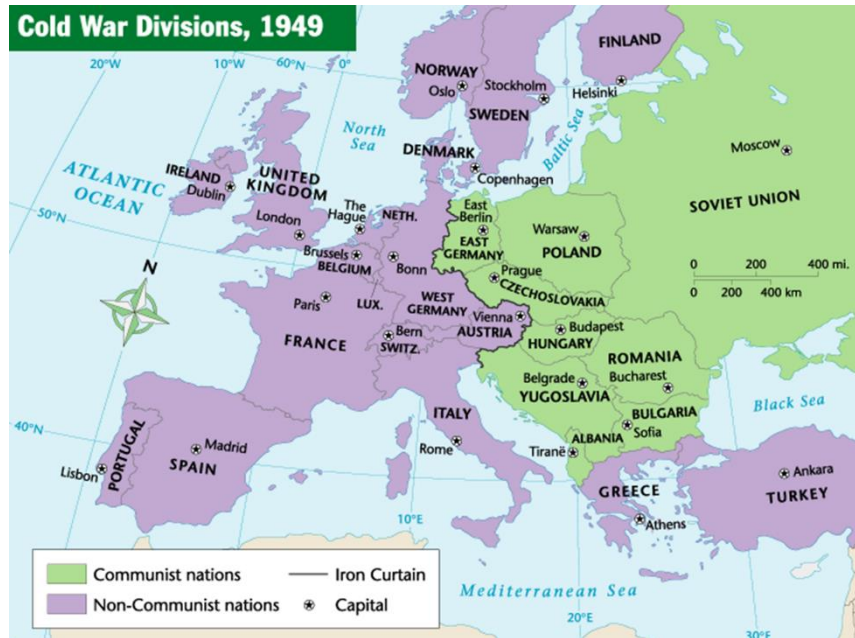 Cold War Divisions, 1949
20°W
10°W
60°N
0°
10°E
20°E
FINLAND
NORWAY
Oslo
Stockholm
Helsinki
SWEDEN
North
Sea
Baltic Sea
Moscow
ATLANTIC
OCEAN
IRELAND
Dublin
UNITED
KINGDOM
DENMARK
Copenhagen
SOVIET UNION
50°N
London
The
Hague
NETH.
East
Berlin
EAST
GERMANY
Warsaw
POLAND
Brussels
BELGIUM
Bonn
Prague
CZECHOSLOVAKIA
0 200 400 mi.
0 200 400 km
N
Paris
LUX.
WEST
GERMANY
Vienna
AUSTRIA
Bern
SWITZ.
FRANCE
Budapest
HUNGARY
ROMANIA
Belgrade
Bucharest
YUGOSLAVIA
Black Sea
40°N
PORTUGAL
Lisbon
Madrid
SPAIN
ITALY
Rome
BULGARIA
Sofia
ALBANIA
Tiranë
GREECE
Athens
Ankara
TURKEY
10°E
Mediterranean Sea
20°E
30°E
Communist nations
Iron Curtain
Non-Communist nations
Capital